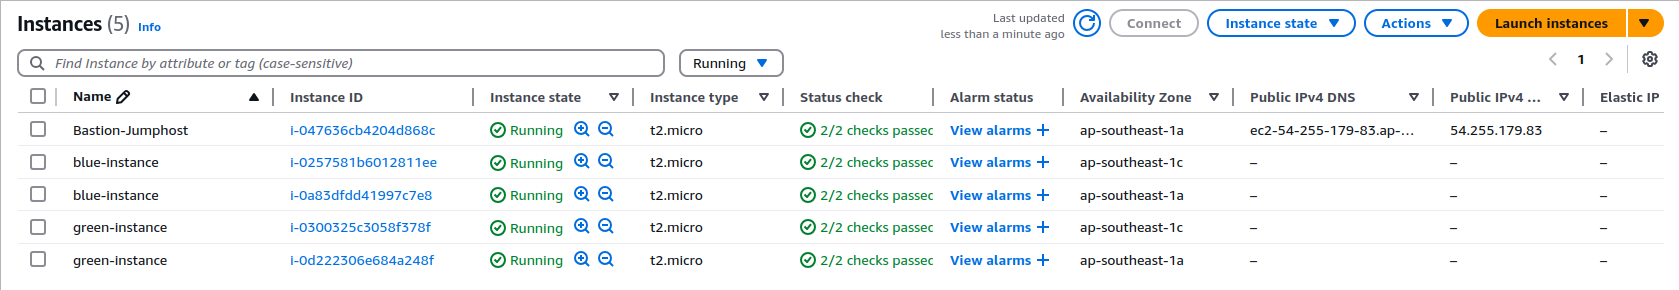 Instances (5) Info
Last updated
less than a minute ago
Connect
Instance state
Actions
Launch instances
Find Instance by attribute or tag (case-sensitive)
Running
1
Name Instance ID Instance state Instance type Status check Alarm status Availability Zone Public IPv4 DNS Public IPv4 ... Elastic IP
Bastion-Jumphost i-047636cb4204d868c Running t2.micro 2/2 checks passed View alarms + ap-southeast-1a ec2-54-255-179-83.ap-... 54.255.179.83 –
blue-instance i-0257581b6012811ee Running t2.micro 2/2 checks passed View alarms + ap-southeast-1c – – –
blue-instance i-0a83dfdd41997c7e8 Running t2.micro 2/2 checks passed View alarms + ap-southeast-1a – – –
green-instance i-0300325c3058f378f Running t2.micro 2/2 checks passed View alarms + ap-southeast-1c – – –
green-instance i-0d222306e684a248f Running t2.micro 2/2 checks passed View alarms + ap-southeast-1a – – –